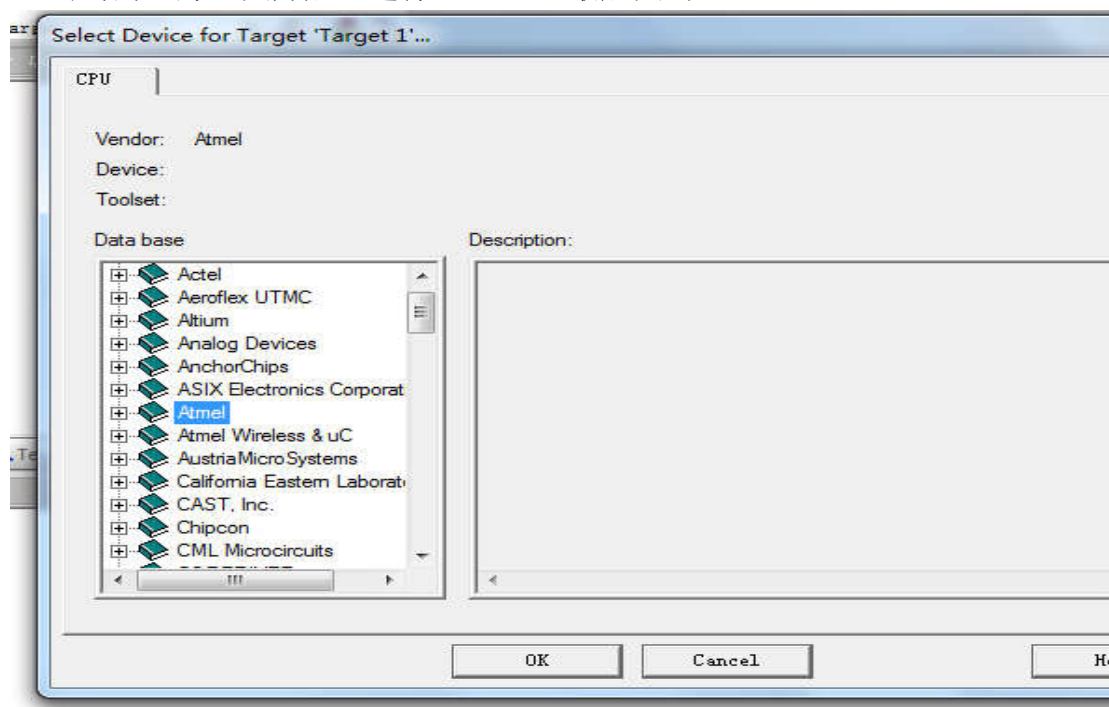 Select Device for Target 'Target 1'...
CPU
Vendor: Atmel
Device:
Toolset:
Data base
Description:
Actel
Aeroflex UTMC
Altium
Analog Devices
AnchorChips
ASIX Electronics Corporat
Atmel
Atmel Wireless & uC
AustriaMicroSystems
California Eastern Laborat
CAST, Inc.
Chipcon
CML Microcircuits
OK
Cancel